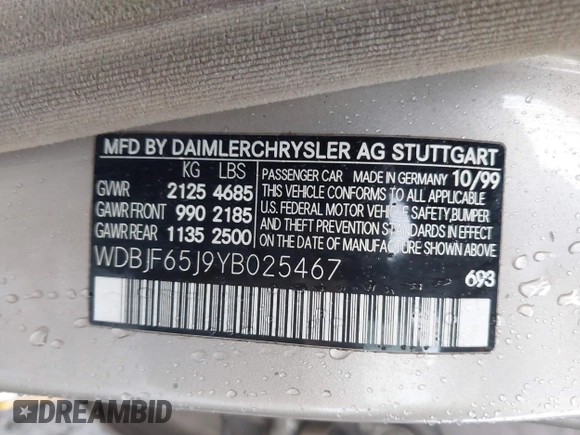 MFD BY DAIMLERCHRYSLER AG STUTTGART
KG LBS PASSENGER CAR MADE IN GERMANY 10/99
GVWR 2125 4685 THIS VEHICLE CONFORMS TO ALL APPLICABLE
GAWR FRONT 990 2185 U.S. FEDERAL MOTOR VEHICLE SAFETY, BUMPER
GAWR REAR 1135 2500 AND THEFT PREVENTION STANDARDS IN EFFECT
ON THE DATE OF MANUFACTURE SHOWN ABOVE.
WDBJF65J9YB025467 693
DREAMBID